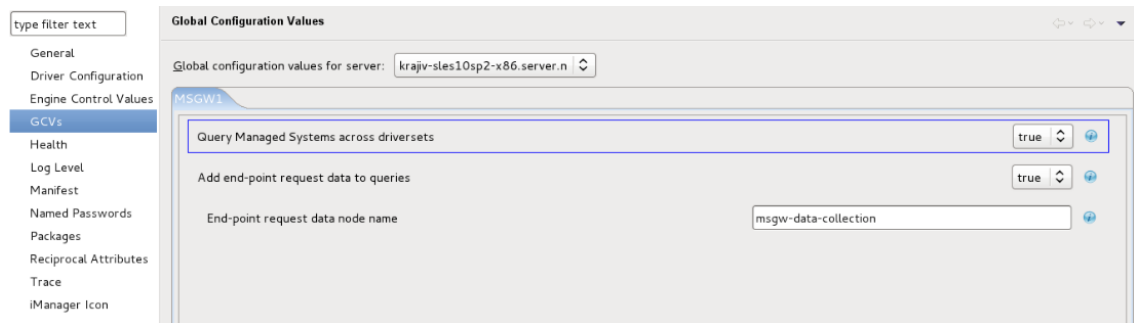 type filter text
General
Driver Configuration
Engine Control Values
GCVs
Health
Log Level
Manifest
Named Passwords
Packages
Reciprocal Attributes
Trace
iManager Icon
Global Configuration Values
Global configuration values for server: krajiv-sles10sp2-x86.server.n
MSGW1
Query Managed Systems across driversets true
Add end-point request data to queries true
End-point request data node name msgw-data-collection